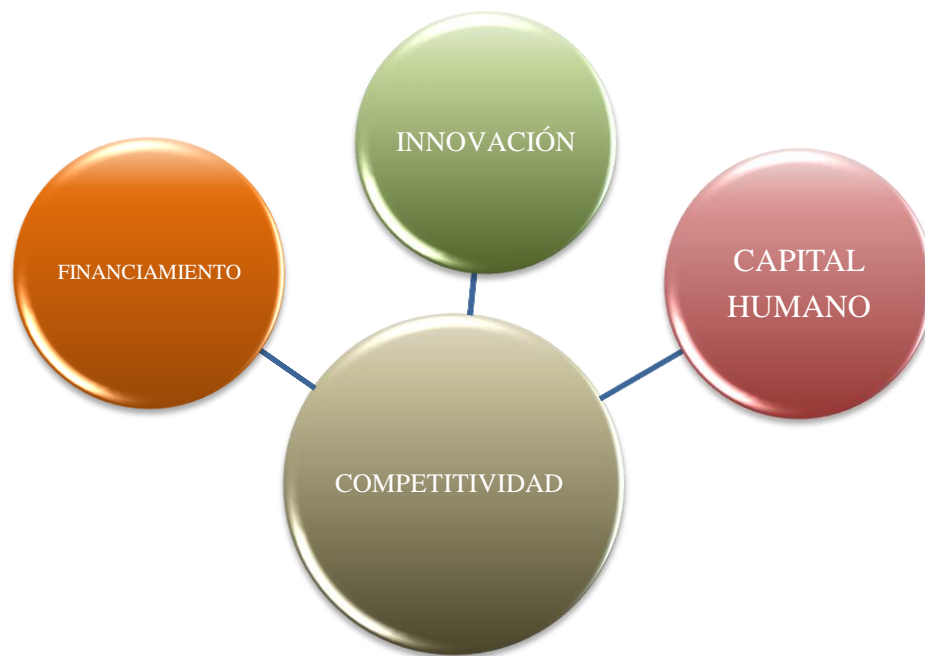 INNOVACIÓN
FINANCIAMIENTO
CAPITAL
HUMANO
COMPETITIVIDAD